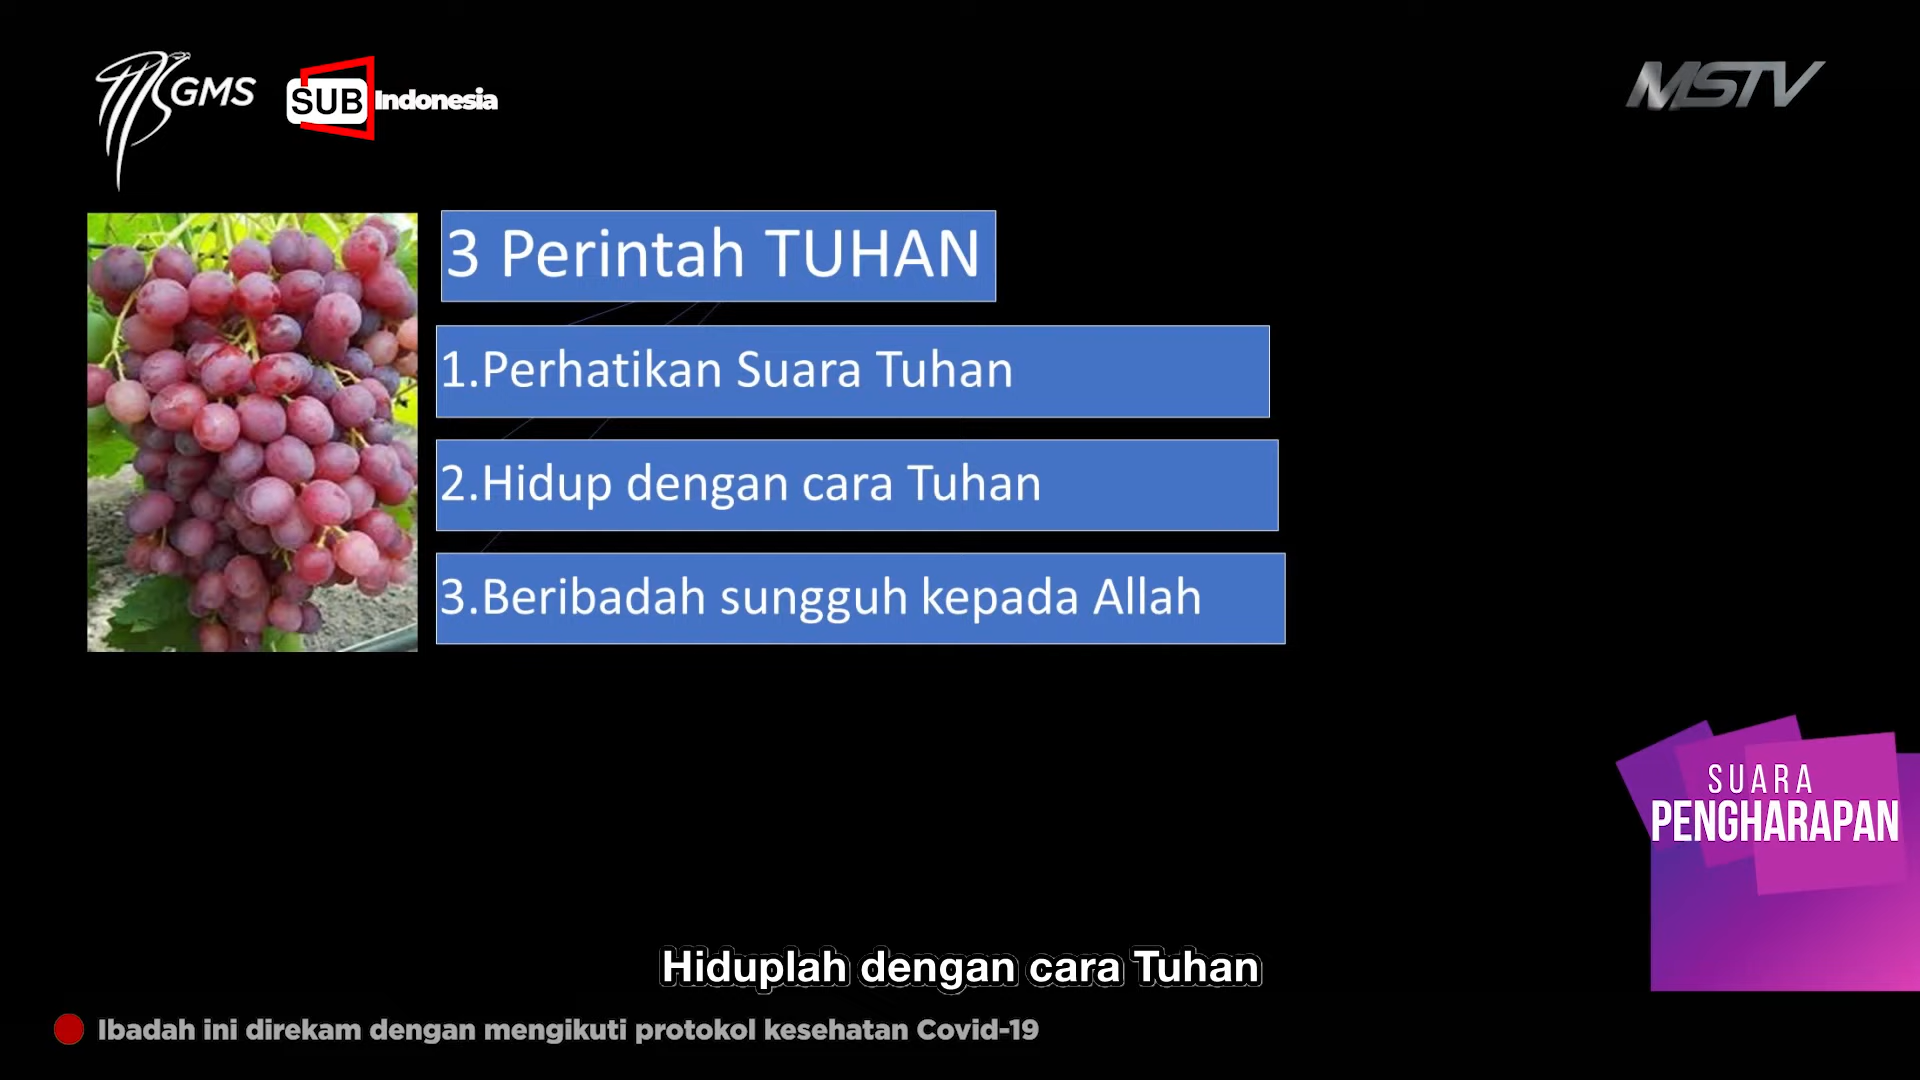 GMS
SUB Indonesia
MSTV
3 Perintah TUHAN
1.Perhatikan Suara Tuhan
2.Hidup dengan cara Tuhan
3.Beribadah sungguh kepada Allah
SUARA
PENGHARAPAN
Hiduplah dengan cara Tuhan
Ibadah ini direkam dengan mengikuti protokol kesehatan Covid-19